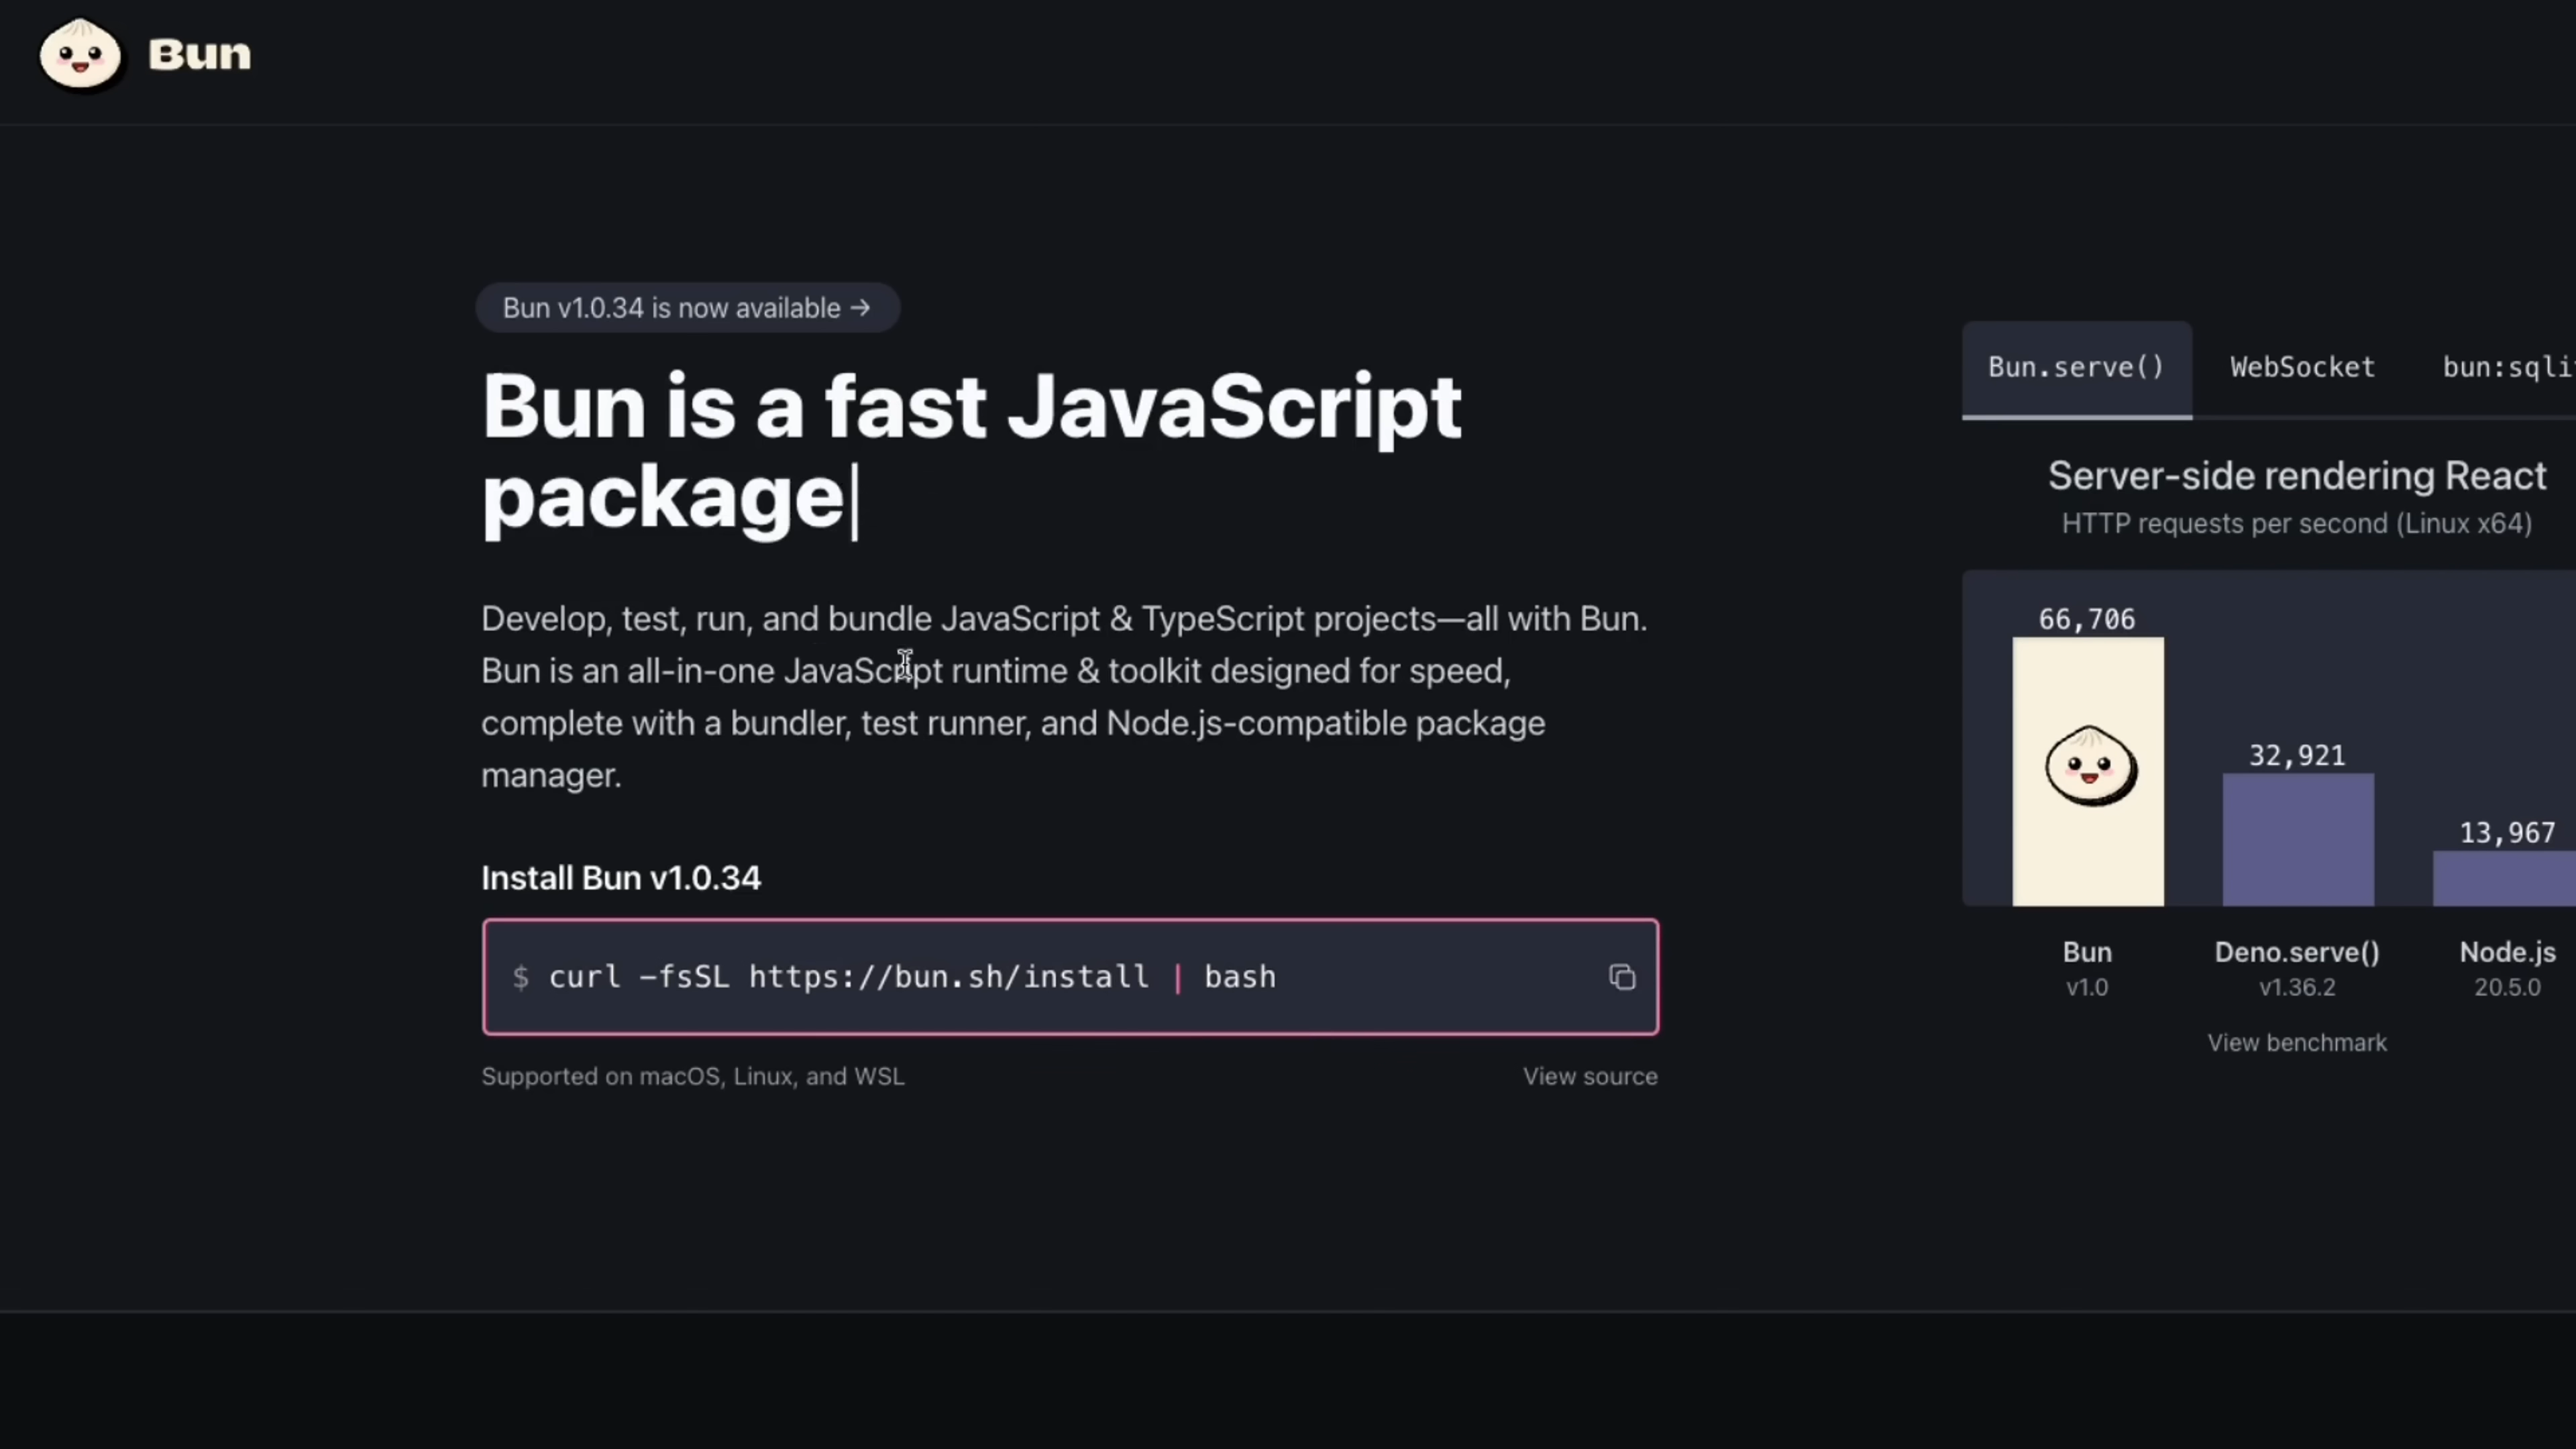 Bun
Bun v1.0.34 is now available →
Bun is a fast JavaScript
package
Develop, test, run, and bundle JavaScript & TypeScript projects—all with Bun.
Bun is an all-in-one JavaScript runtime & toolkit designed for speed,
complete with a bundler, test runner, and Node.js-compatible package
manager.
Install Bun v1.0.34
$ curl -fsSL https://bun.sh/install | bash
Supported on macOS, Linux, and WSL
View source
Bun.serve()
WebSocket
bun:sqli
Server-side rendering React
HTTP requests per second (Linux x64)
66,706
32,921
13,967
Bun
v1.0
Deno.serve()
v1.36.2
Node.js
20.5.0
View benchmark